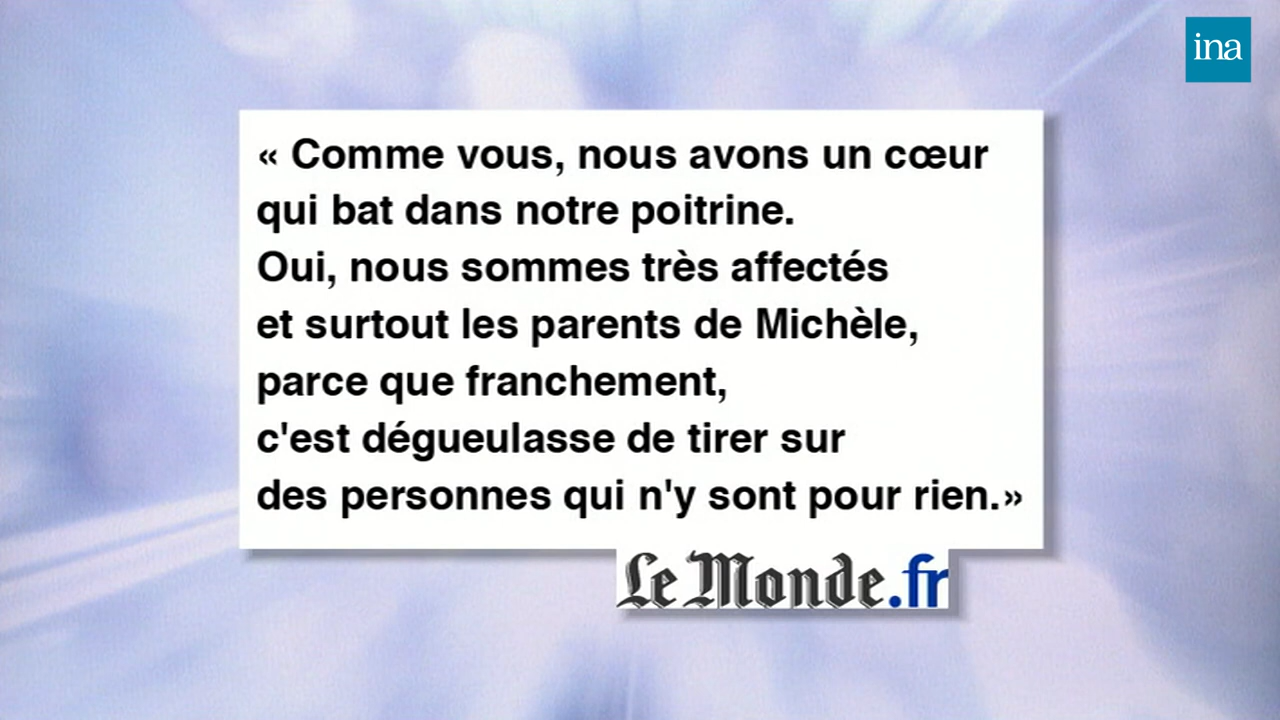 ina
« Comme vous, nous avons un cœur
qui bat dans notre poitrine.
Oui, nous sommes très affectés
et surtout les parents de Michèle,
parce que franchement,
c'est dégueulasse de tirer sur
des personnes qui n'y sont pour rien.»
Le Monde.fr